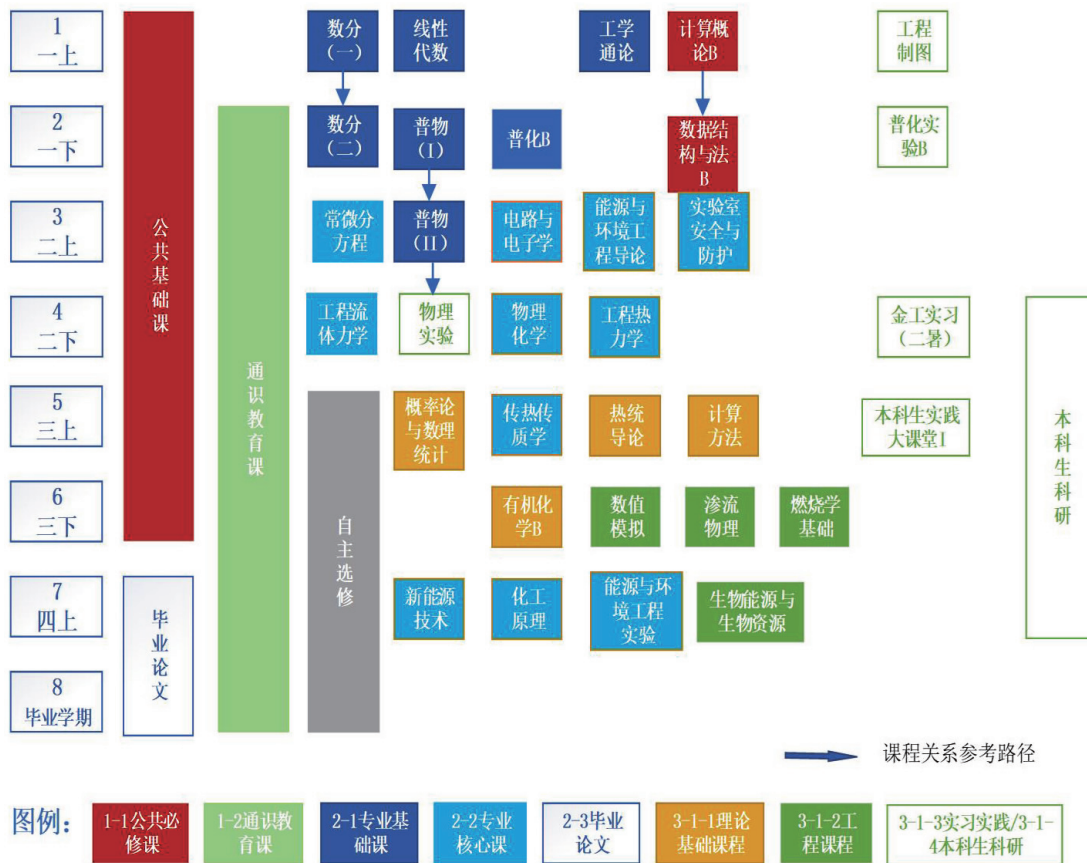 1
一上
数分
(一)
线性
代数
工学
通论
计算概
论B
工程
制图
2
一下
数分
(二)
普物
(I)
普化B
数据结
构与法
B
普化实
验B
公共基础课
3
二上
常微分
方程
普物
(II)
电路与
电子学
能源与
环境工
程导论
实验室
安全与
防护
4
二下
工程流
体力学
物理
实验
物理
化学
工程热
力学
金工实习
(二暑)
通识教育课
5
三上
概率论
与数理
统计
传热传
质学
热统
导论
计算
方法
本科生实践
大课堂I
本科生科研
6
三下
自主选修
有机化
学B
数值
模拟
渗流
物理
燃烧学
基础
7
四上
毕业论文
新能源
技术
化工
原理
能源与环
境工程
实验
生物能源与
生物资源
8
毕业学期
课程关系参考路径
图例：
1-1公共必
修课
1-2通识教
育课
2-1专业基
础课
2-2专业
核心课
2-3毕业
论文
3-1-1理论
基础课程
3-1-2工
程课程
3-1-3实习实践/3-1-
4本科生科研